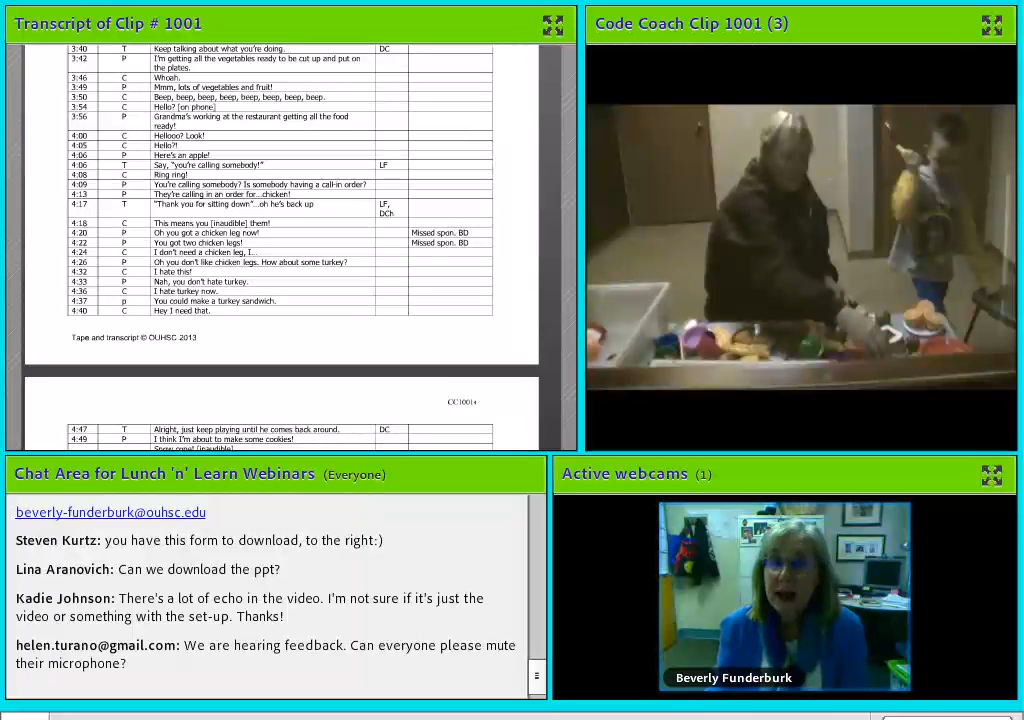 Transcript of Clip # 1001
3:40 T Keep talking about what you're doing. DC
3:42 P I'm getting all the vegetables ready to be cut up and put on
the plates.
3:46 C Whoah.
3:49 P Mmm, lots of vegetables and fruit!
3:50 C Beep, beep, beep, beep, beep, beep, beep, beep.
3:54 C Hello? [on phone]
3:56 P Grandma's working at the restaurant getting all the food
ready!
4:00 C Hellooo? Look!
4:05 C Hello?!
4:06 P Here's an apple!
4:06 T Say, "you're calling somebody!" LF
4:08 C Ring ring!
4:09 P You're calling somebody? Is somebody having a call-in order?
4:13 P They're calling in an order for...chicken!
4:17 T "Thank you for sitting down"...oh he's back up LF,
DCh
4:18 C This means you [inaudible] them!
4:20 P Oh you got a chicken leg now! Missed spon. BD
4:22 P You got two chicken legs! Missed spon. BD
4:24 C I don't need a chicken leg, I...
4:26 P Oh you don't like chicken legs. How about some turkey?
4:32 C I hate this!
4:33 P Nah, you don't hate turkey.
4:36 C I hate turkey now.
4:37 p You could make a turkey sandwich.
4:40 C Hey I need that.
Tape and transcript © OUHSC 2013
CC1001+
4:47 T Alright, just keep playing until he comes back around. DC
4:49 P I think I'm about to make some cookies!
Code Coach Clip 1001 (3)
Chat Area for Lunch 'n' Learn Webinars (Everyone)
beverly-funderburk@ouhsc.edu
Steven Kurtz: you have this form to download, to the right:)
Lina Aranovich: Can we download the ppt?
Kadie Johnson: There's a lot of echo in the video. I'm not sure if it's just the
video or something with the set-up. Thanks!
helen.turano@gmail.com: We are hearing feedback. Can everyone please mute
their microphone?
Active webcams (1)
Beverly Funderburk